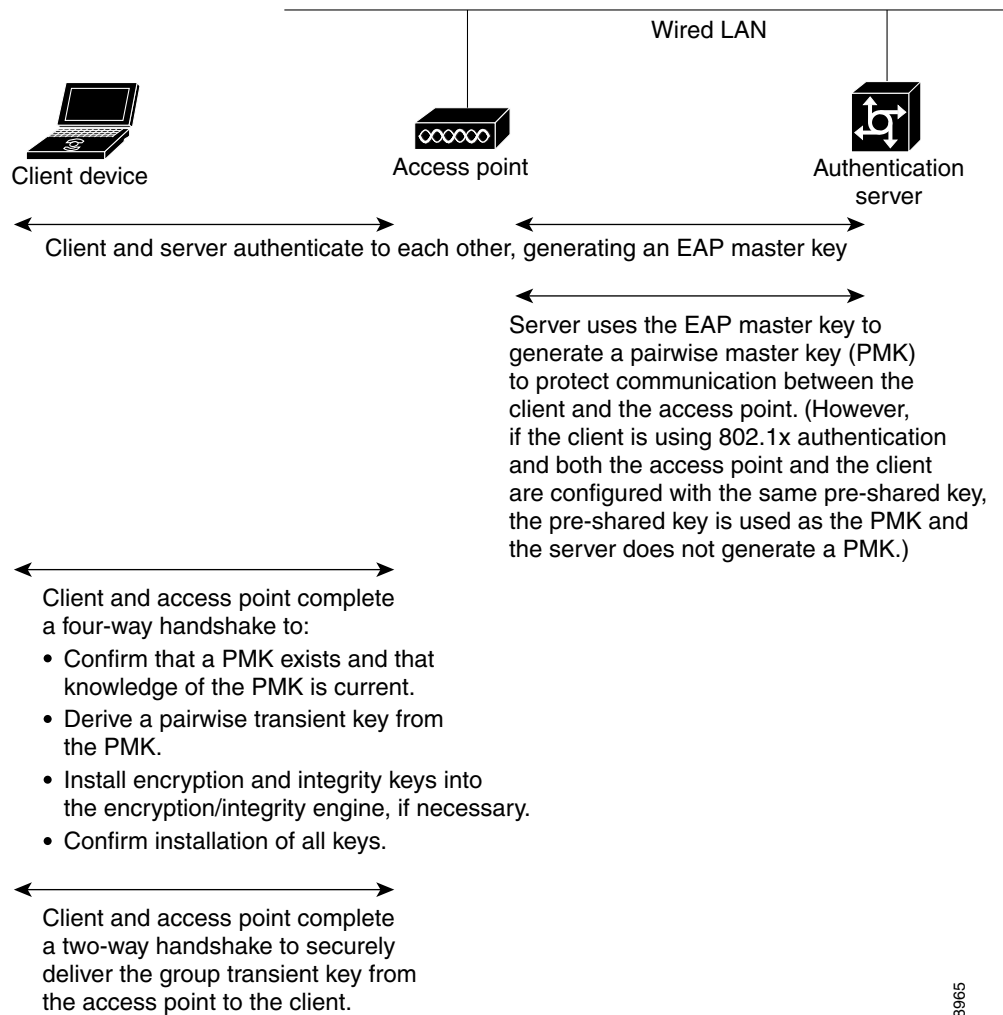 Wired LAN
Client device
Access point
Authentication
server
Client and server authenticate to each other, generating an EAP master key
Server uses the EAP master key to
generate a pairwise master key (PMK)
to protect communication between the
client and the access point. (However,
if the client is using 802.1x authentication
and both the access point and the client
are configured with the same pre-shared key,
the pre-shared key is used as the PMK and
the server does not generate a PMK.)
Client and access point complete
a four-way handshake to:
• Confirm that a PMK exists and that
knowledge of the PMK is current.
• Derive a pairwise transient key from
the PMK.
• Install encryption and integrity keys into
the encryption/integrity engine, if necessary.
• Confirm installation of all keys.
Client and access point complete
a two-way handshake to securely
deliver the group transient key from
the access point to the client.